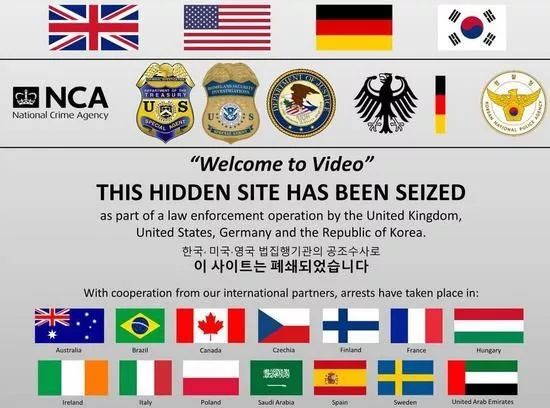 NCA
National Crime Agency
DEPARTMENT OF THE
TREASURY
U S
SPECIAL AGENT
HOMELAND SECURITY
INVESTIGATIONS
U S
SPECIAL AGENT
DEPARTMENT OF JUSTICE
경찰청
KOREAN NATIONAL POLICE AGENCY
“Welcome to Video”
THIS HIDDEN SITE HAS BEEN SEIZED
as part of a law enforcement operation by the United Kingdom,
United States, Germany and the Republic of Korea.
한국· 미국·영국 법집행기관의 공조수사로
이 사이트는 폐쇄되었습니다
With cooperation from our international partners, arrests have taken place in:
Australia Brazil Canada Czechia Finland France Hungary
Ireland Italy Poland Saudi Arabia Spain Sweden United Arab Emirates